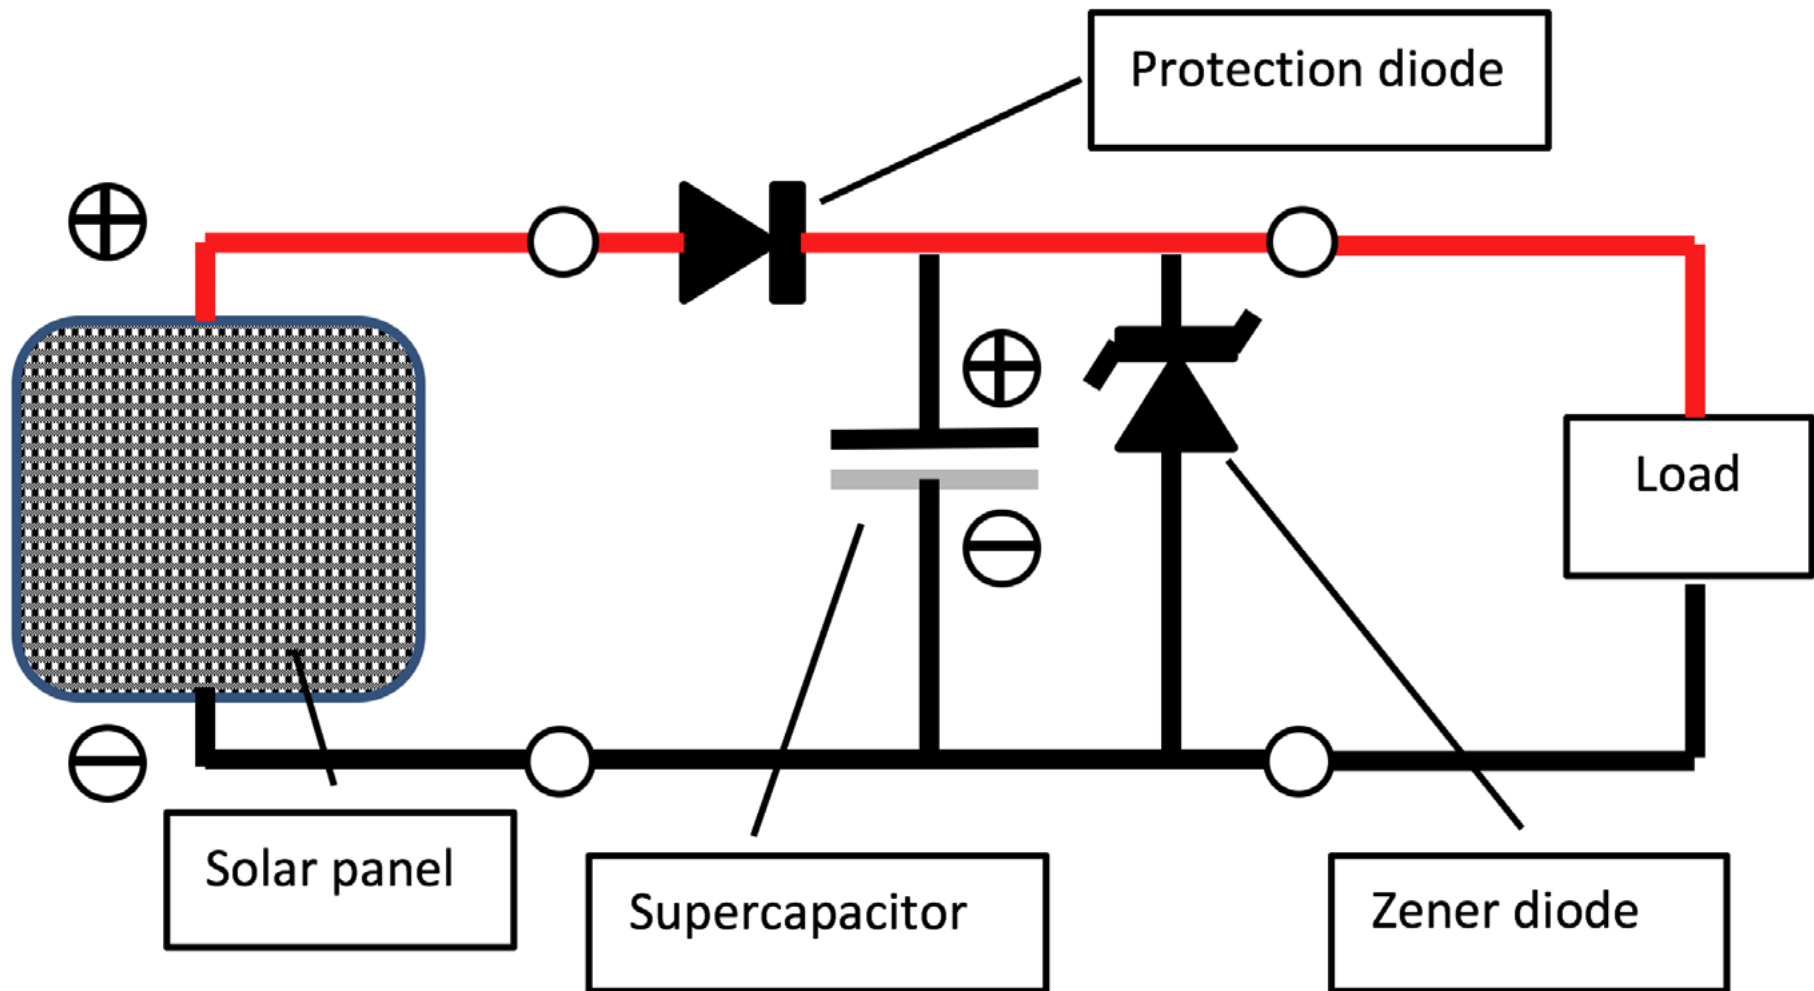 Protection diode
Load
Solar panel
Supercapacitor
Zener diode